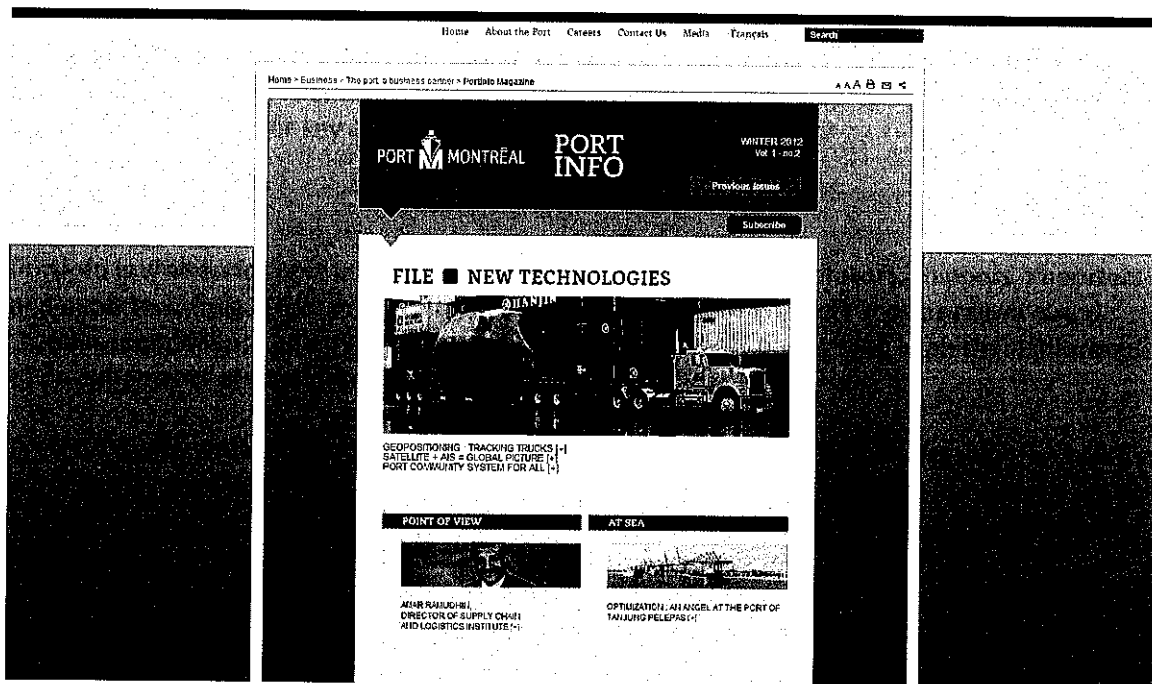 Home About the Port Careers Contact Us Media Français Search
Home > Business > The port, a business partner > Portinfo Magazine
A A A
PORT MONTRÉAL
PORT
INFO
WINTER 2012
Vol. 1 - no.2
Previous issues
Subscribe
FILE ■ NEW TECHNOLOGIES
HANJIN
GEOPOSITIONING : TRACKING TRUCKS [+]
SATELLITE + AIS = GLOBAL PICTURE [+]
PORT COMMUNITY SYSTEM FOR ALL [+]
POINT OF VIEW
AMAR RAMUDHIN,
DIRECTOR OF SUPPLY CHAIN
AND LOGISTICS INSTITUTE [+]
AT SEA
OPTIMIZATION : AN ANGEL AT THE PORT OF
TANJUNG PELEPAS [+]